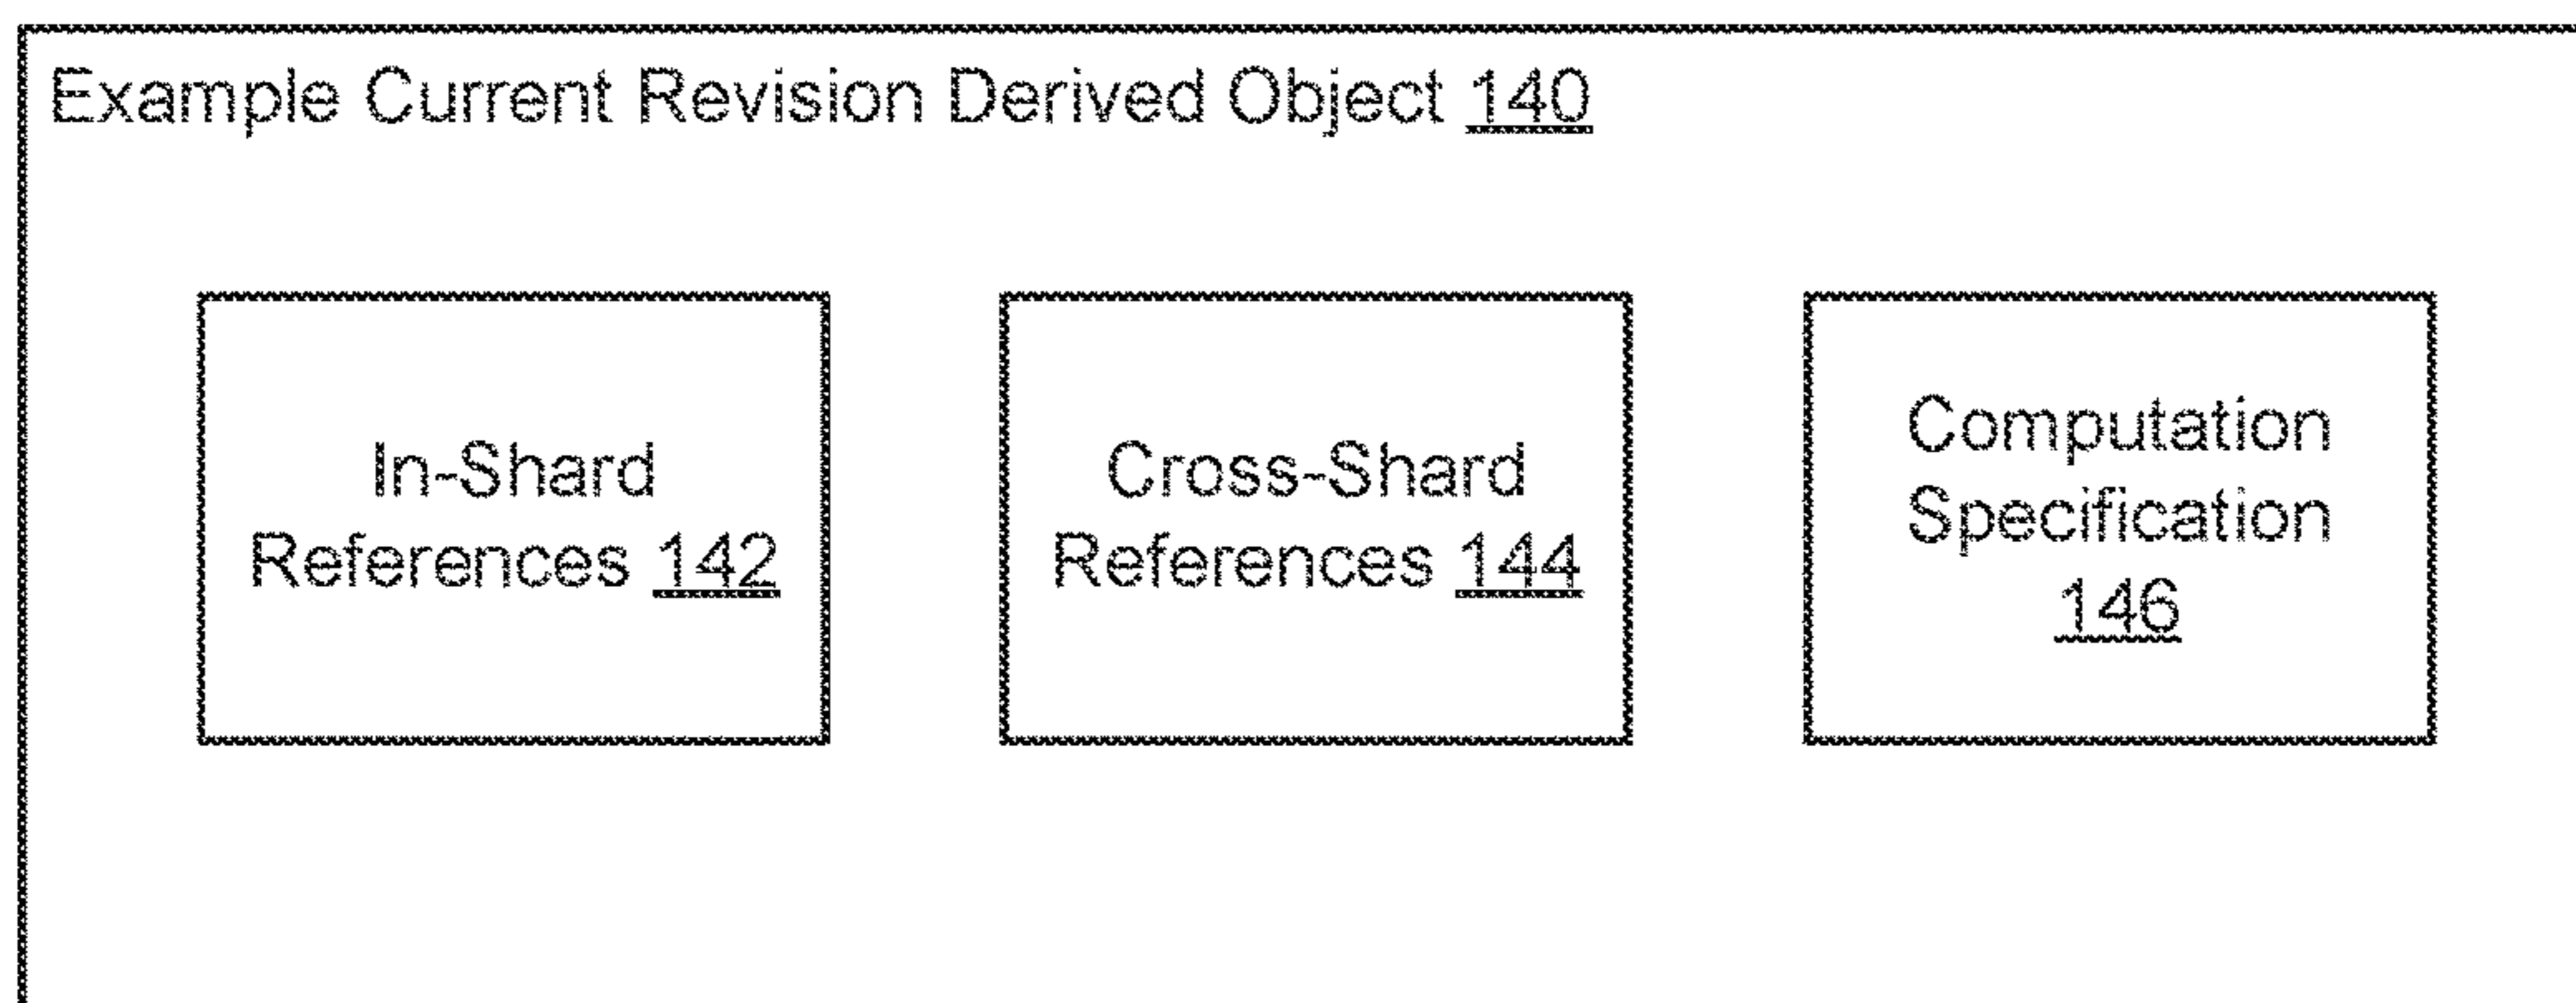 Example Current Revision Derived Object 140
In-Shard
References 142
Cross-Shard
References 144
Computation
Specification
146